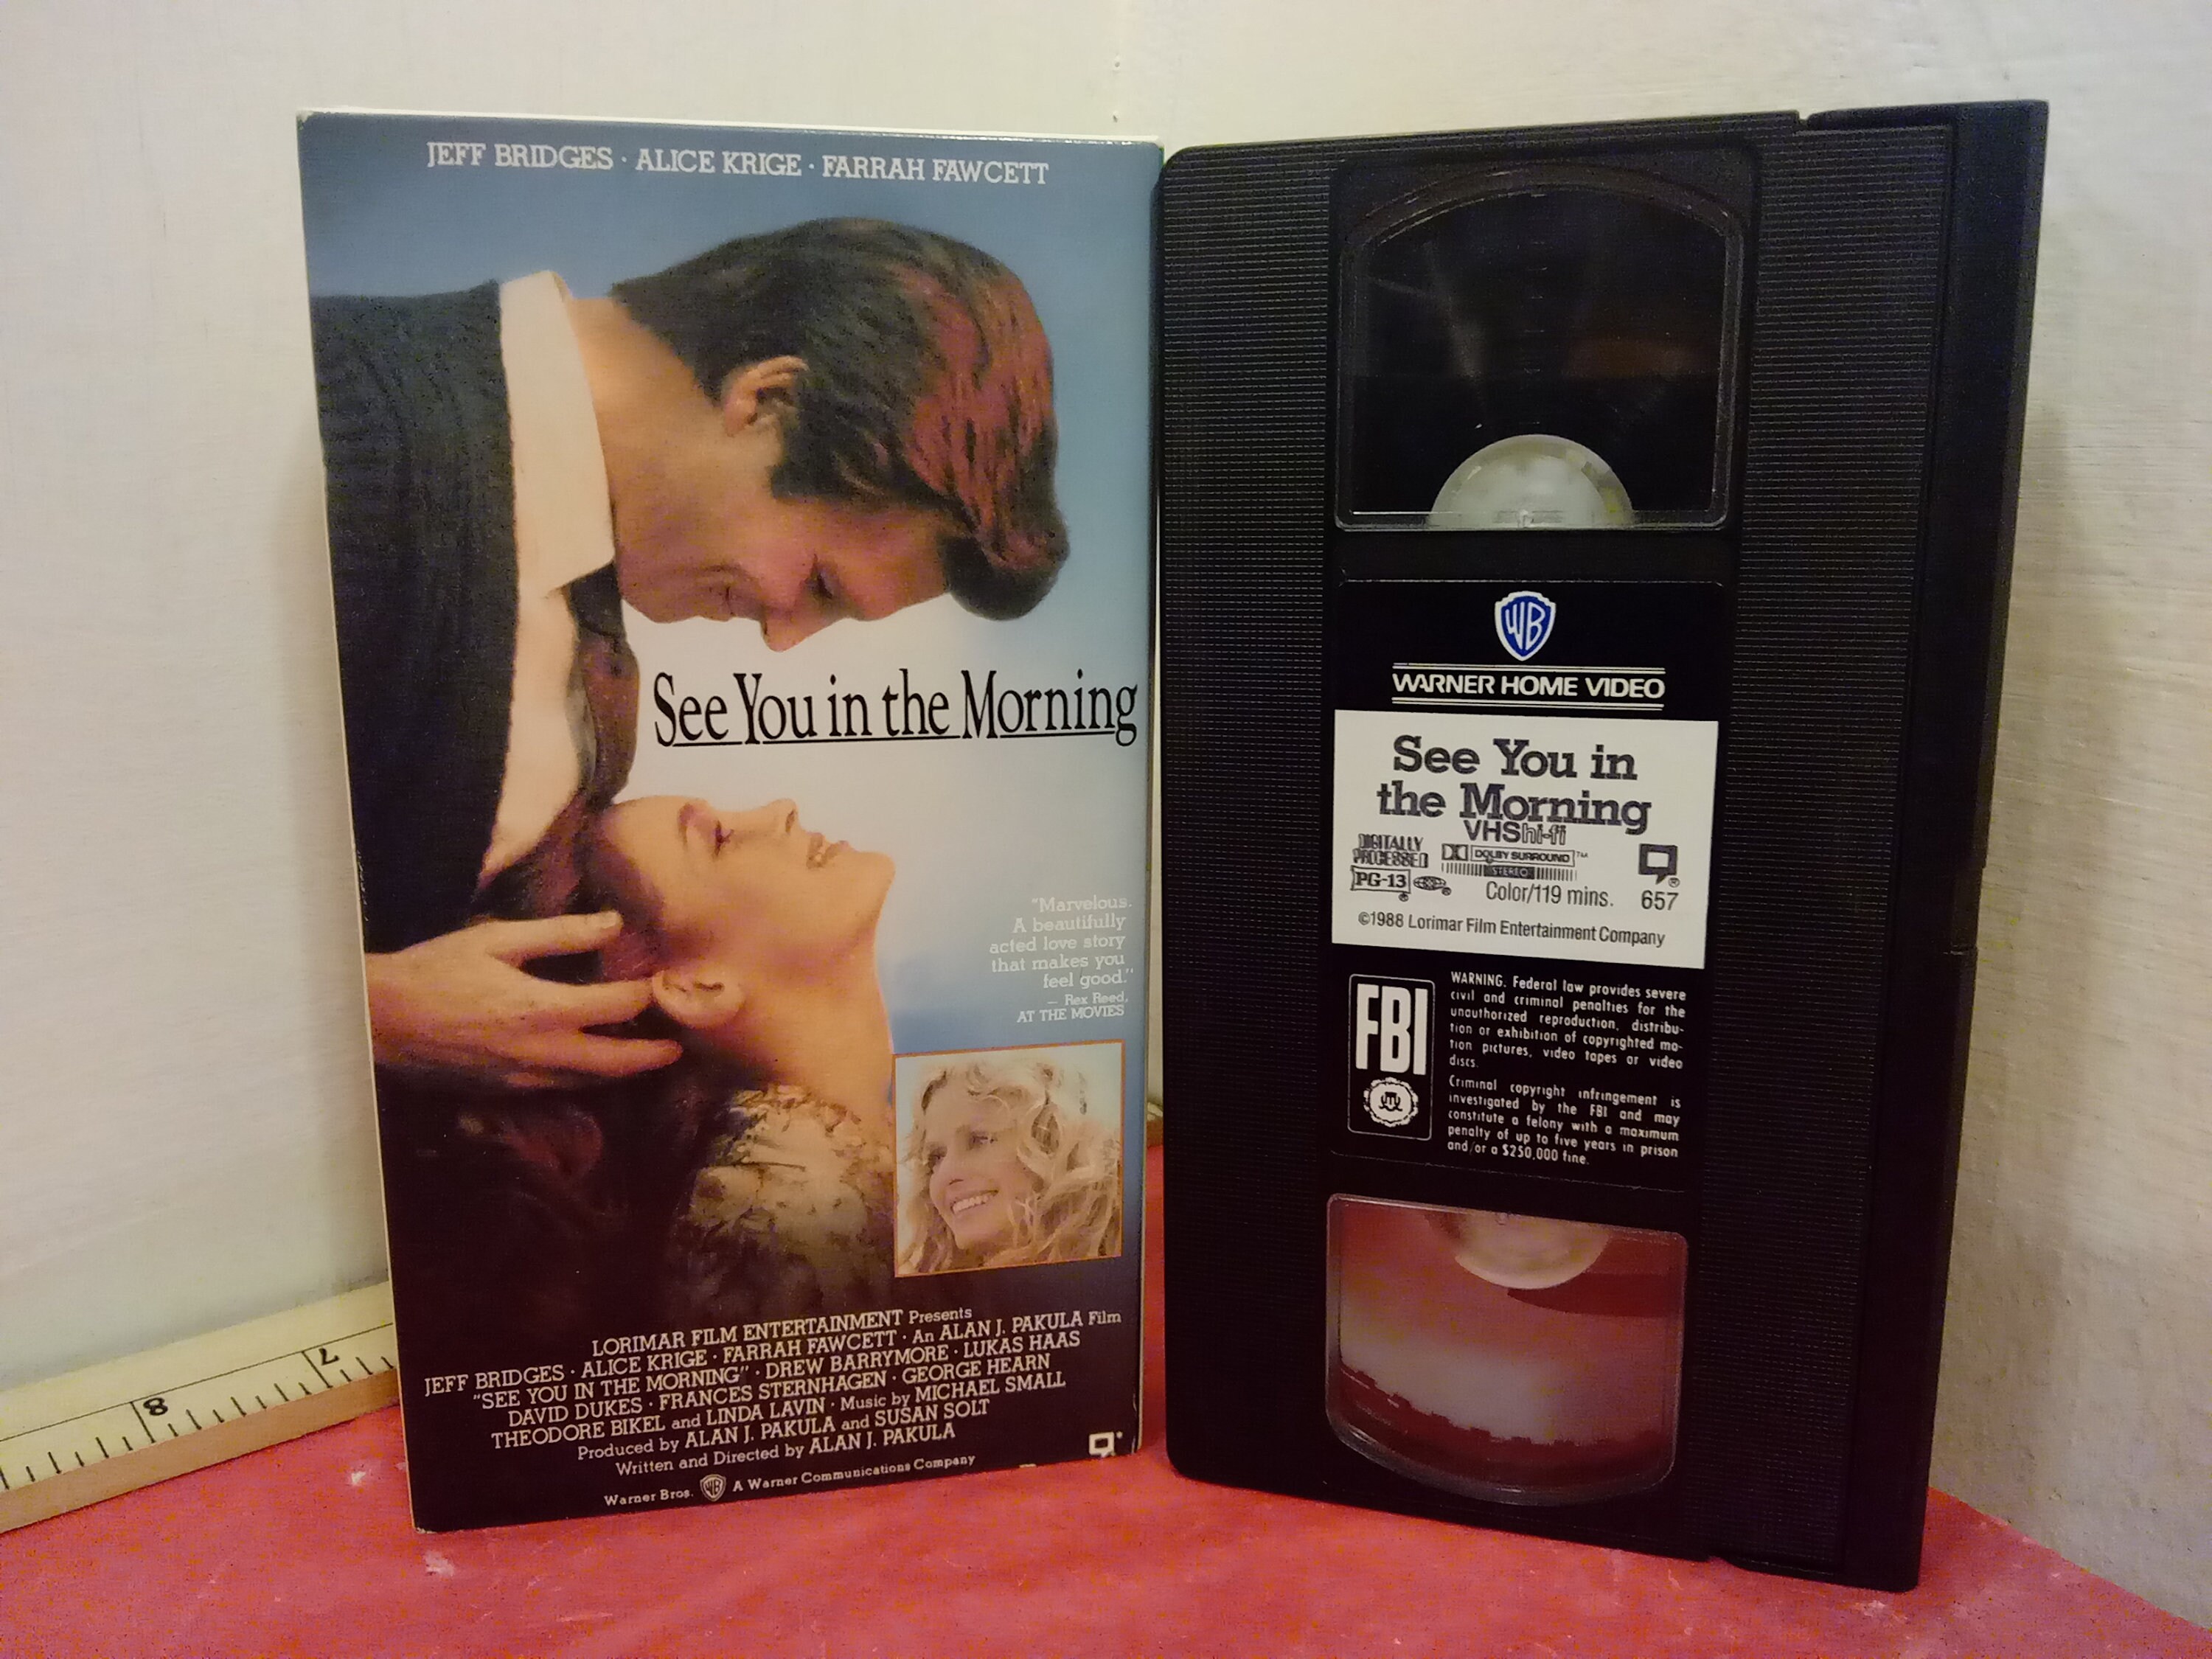 JEFF BRIDGES · ALICE KRIGE · FARRAH FAWCETT
See You in the Morning
"Marvelous.
A beautifully
acted love story
that makes you
feel good."
— Rex Reed,
AT THE MOVIES
LORIMAR FILM ENTERTAINMENT Presents
JEFF BRIDGES · ALICE KRIGE · FARRAH FAWCETT · An ALAN J. PAKULA Film
"SEE YOU IN THE MORNING" · DREW BARRYMORE · LUKAS HAAS
DAVID DUKES · FRANCES STERNHAGEN · GEORGE HEARN
THEODORE BIKEL and LINDA LAVIN · Music by MICHAEL SMALL
Produced by ALAN J. PAKULA and SUSAN SOLT
Written and Directed by ALAN J. PAKULA
Warner Bros. WB A Warner Communications Company
7
8
WB
WARNER HOME VIDEO
See You in
the Morning
VHS hi-fi
DIGITALLY
PROCESSED
DOLBY SURROUND™
STEREO
PG-13®
Color/119 mins.
657
©1988 Lorimar Film Entertainment Company
FBI
WARNING. Federal law provides severe
civil and criminal penalties for the
unauthorized reproduction, distribu-
tion or exhibition of copyrighted mo-
tion pictures, video tapes or video
discs.
Criminal copyright infringement is
investigated by the FBI and may
constitute a felony with a maximum
penalty of up to five years in prison
and/or a $250,000 fine.